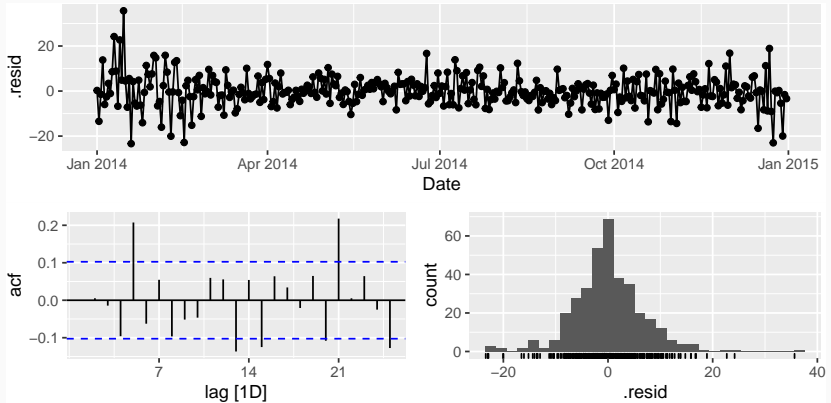 .resid
20
0
−20
Jan 2014 Apr 2014 Jul 2014 Oct 2014 Jan 2015
Date
acf
0.2
0.1
0.0
−0.1
7 14 21
lag [1D]
count
60
40
20
0
−20 0 20 40
.resid